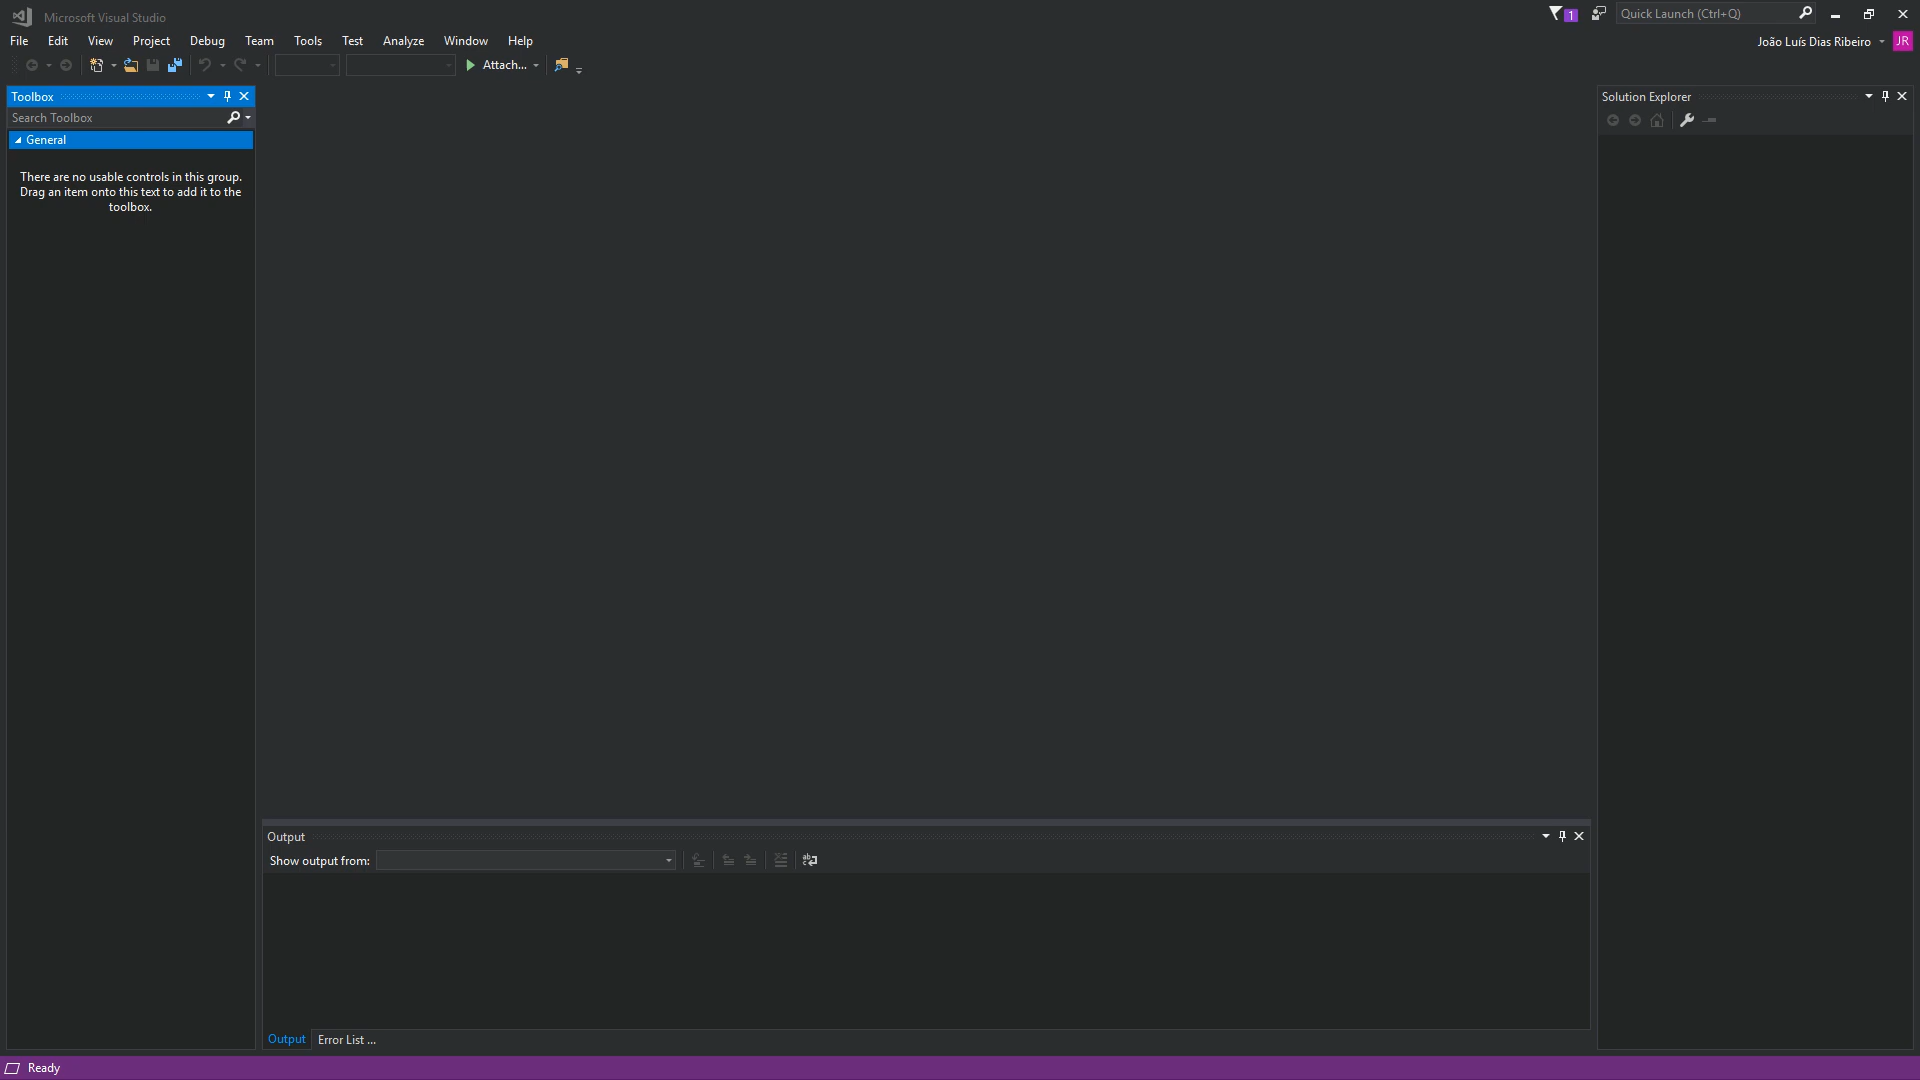 Microsoft Visual Studio
1
Quick Launch (Ctrl+Q)
File Edit View Project Debug Team Tools Test Analyze Window Help
João Luís Dias Ribeiro JR
Attach...
Toolbox
Search Toolbox
General
There are no usable controls in this group.
Drag an item onto this text to add it to the
toolbox.
Solution Explorer
Output
Show output from:
Output Error List ...
Ready